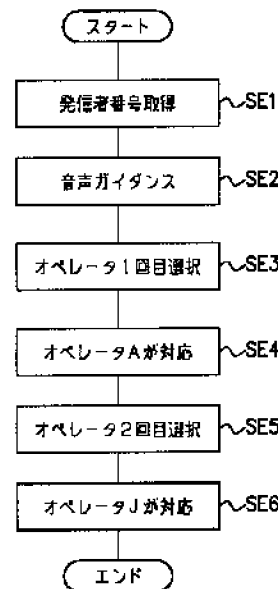 スタート
発信者番号取得 SE1
音声ガイダンス SE2
オペレータ1回目選択 SE3
オペレータAが対応 SE4
オペレータ2回目選択 SE5
オペレータJが対応 SE6
エンド